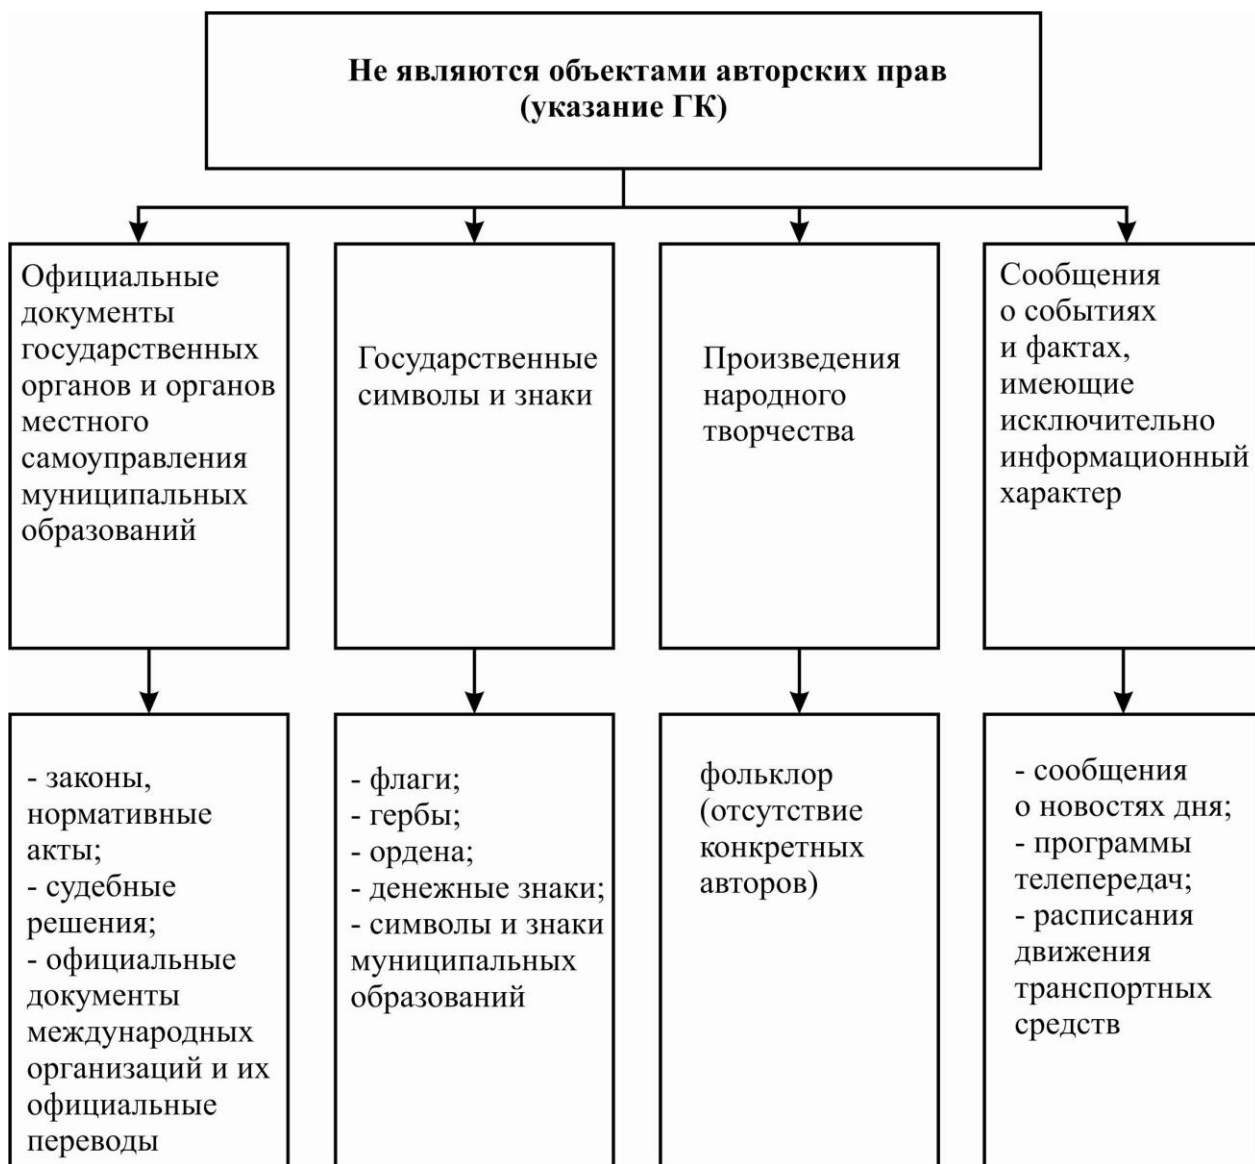 Не являются объектами авторских прав
(указание ГК)
Официальные
документы
государственных
органов и органов
местного
самоуправления
муниципальных
образований
Государственные
символы и знаки
Произведения
народного
творчества
Сообщения
о событиях
и фактах,
имеющие
исключительно
информационный
характер
- законы,
нормативные
акты;
- судебные
решения;
- официальные
документы
международных
организаций и их
официальные
переводы
- флаги;
- гербы;
- ордена;
- денежные знаки;
- символы и знаки
муниципальных
образований
фольклор
(отсутствие
конкретных
авторов)
- сообщения
о новостях дня;
- программы
телепередач;
- расписания
движения
транспортных
средств